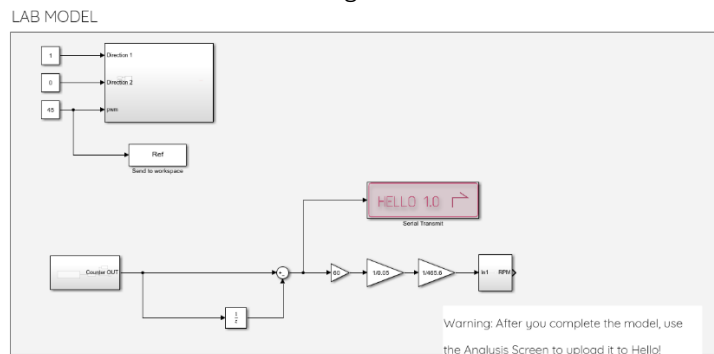 LAB MODEL
1
Direction 1
0
Direction 2
45
pwm
Ref
Send to workspace
HELLO 1.0
Serial Transmit
Counter OUT
60
1/0.05
1/465.6
In1 RPM
1
z
Warning: After you complete the model, use
the Analysis Screen to upload it to Hello!